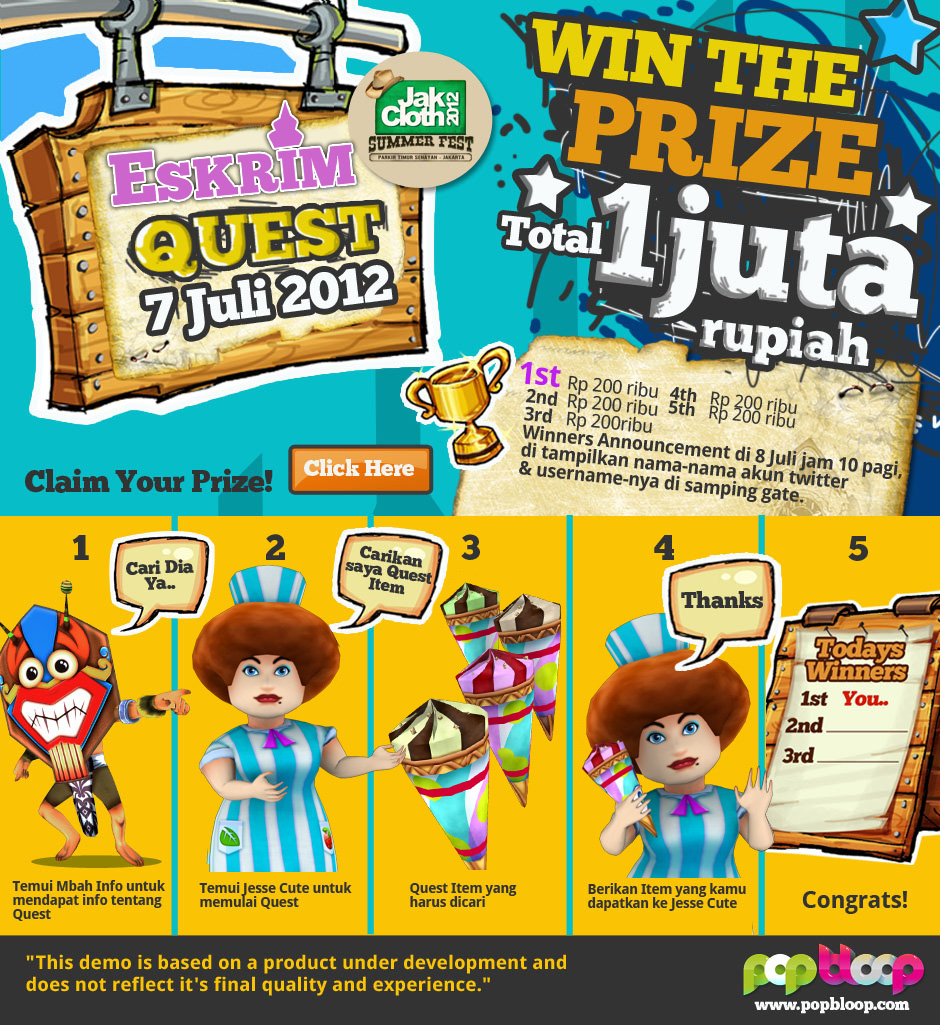 Jak
Cloth
2012
SUMMER FEST
PARKIR TIMUR SENAYAN - JAKARTA
ESKRIM
QUEST
7 Juli 2012
WIN THE
PRIZE
Total 1juta
rupiah
1st Rp 200 ribu 4th Rp 200 ribu
2nd Rp 200 ribu 5th Rp 200 ribu
3rd Rp 200ribu
Winners Announcement di 8 Juli jam 10 pagi,
di tampilkan nama-nama akun twitter
& username-nya di samping gate.
Claim Your Prize!
Click Here
1
Cari Dia
Ya..
Temui Mbah Info untuk
mendapat info tentang
Quest
2
Carikan
saya Quest
Item
Temui Jesse Cute untuk
memulai Quest
3
Quest Item yang
harus dicari
4
Thanks
Berikan Item yang kamu
dapatkan ke Jesse Cute
5
Todays
Winners
1st You..
2nd
3rd
Congrats!
"This demo is based on a product under development and
does not reflect it's final quality and experience."
popbloop
www.popbloop.com